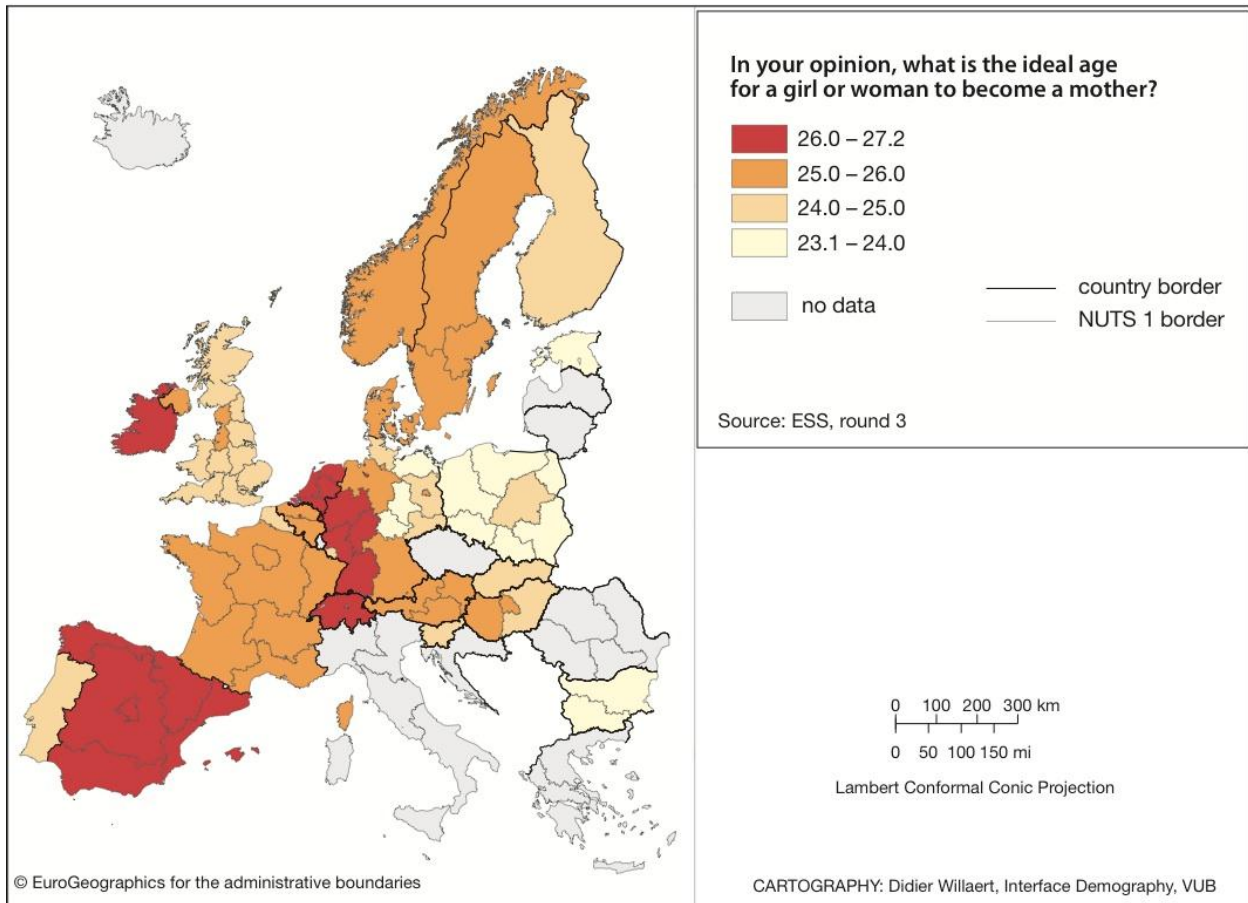 In your opinion, what is the ideal age
for a girl or woman to become a mother?
26.0 – 27.2
25.0 – 26.0
24.0 – 25.0
23.1 – 24.0
no data
country border
NUTS 1 border
Source: ESS, round 3
0 100 200 300 km
0 50 100 150 mi
Lambert Conformal Conic Projection
© EuroGeographics for the administrative boundaries
CARTOGRAPHY: Didier Willaert, Interface Demography, VUB